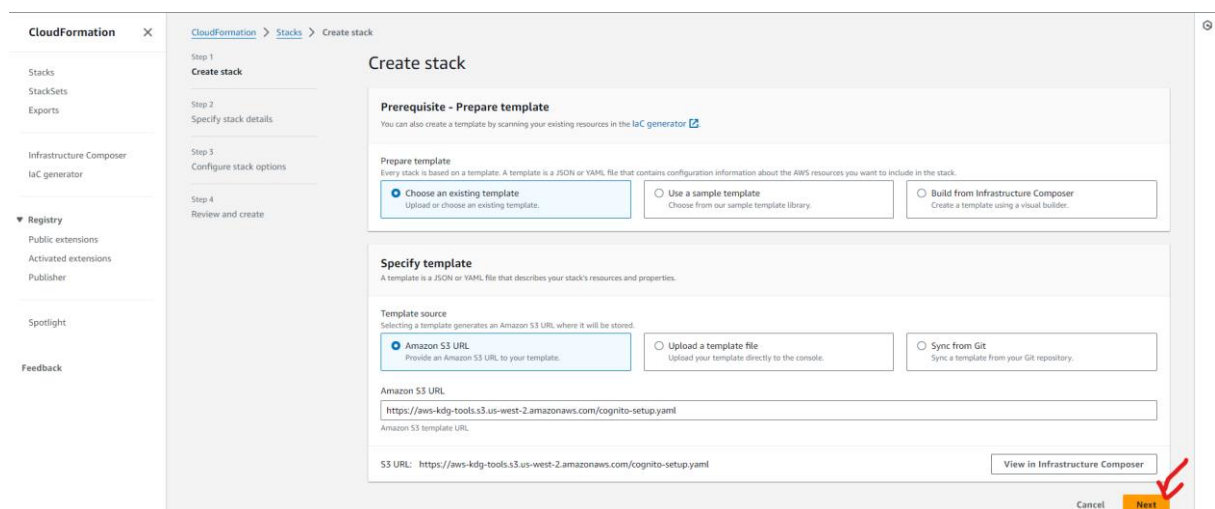 CloudFormation
Stacks
StackSets
Exports
Infrastructure Composer
IaC generator
Registry
Public extensions
Activated extensions
Publisher
Spotlight
Feedback
CloudFormation > Stacks > Create stack
Step 1
Create stack
Step 2
Specify stack details
Step 3
Configure stack options
Step 4
Review and create
Create stack
Prerequisite - Prepare template
You can also create a template by scanning your existing resources in the IaC generator
Prepare template
Every stack is based on a template. A template is a JSON or YAML file that contains configuration information about the AWS resources you want to include in the stack.
Choose an existing template
Upload or choose an existing template.
Use a sample template
Choose from our sample template library.
Build from Infrastructure Composer
Create a template using a visual builder.
Specify template
A template is a JSON or YAML file that describes your stack's resources and properties.
Template source
Selecting a template generates an Amazon S3 URL where it will be stored.
Amazon S3 URL
Provide an Amazon S3 URL to your template.
Upload a template file
Upload your template directly to the console.
Sync from Git
Sync a template from your Git repository.
Amazon S3 URL
https://aws-kdg-tools.s3.us-west-2.amazonaws.com/cognito-setup.yaml
Amazon S3 template URL
S3 URL: https://aws-kdg-tools.s3.us-west-2.amazonaws.com/cognito-setup.yaml
View in Infrastructure Composer
Cancel
Next